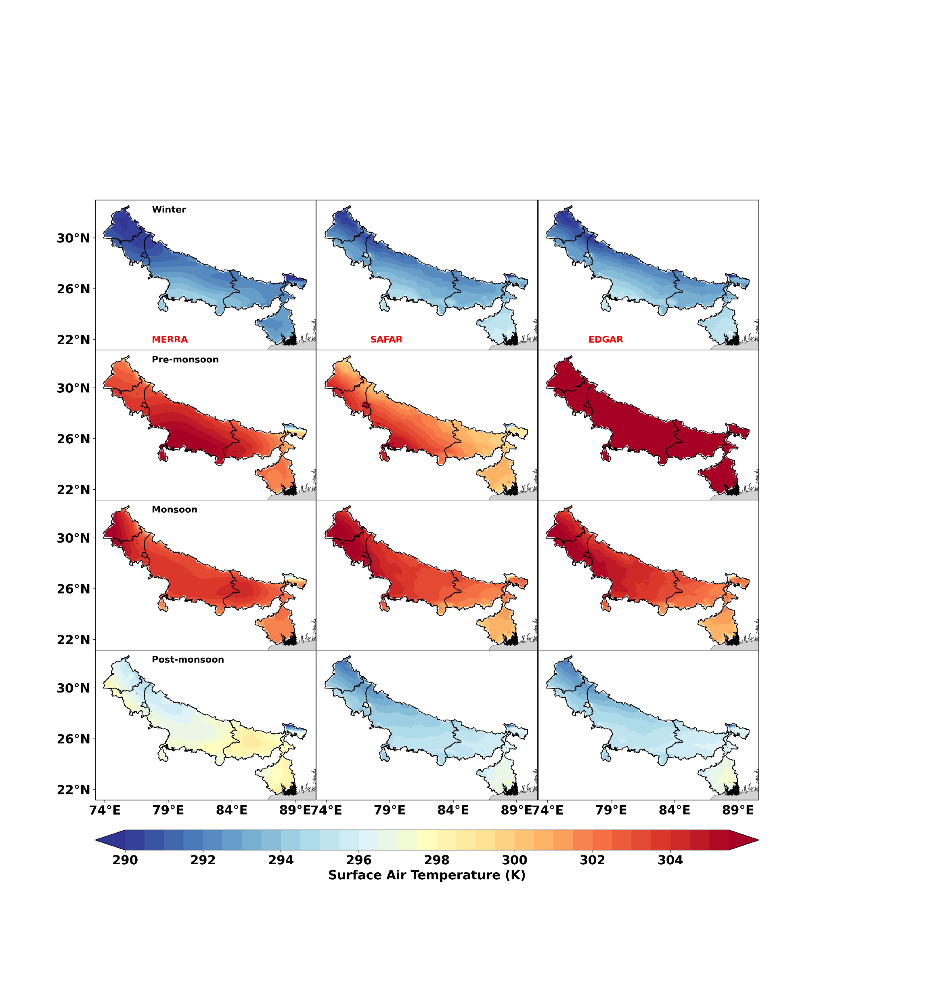 Winter
30°N
26°N
22°N
MERRA
SAFAR
EDGAR
Pre-monsoon
30°N
26°N
22°N
Monsoon
30°N
26°N
22°N
Post-monsoon
30°N
26°N
22°N
74°E 79°E 84°E 89°E 74°E 79°E 84°E 89°E 74°E 79°E 84°E 89°E
290 292 294 296 298 300 302 304
Surface Air Temperature (K)